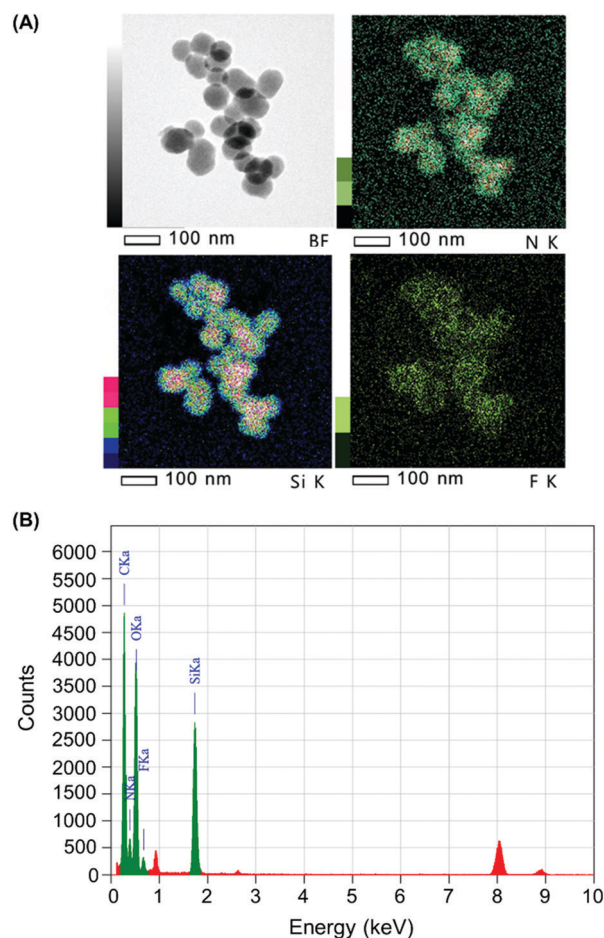 (A)
100 nm BF
100 nm N K
100 nm Si K
100 nm F K
(B)
6000
5500
5000
4500
4000
3500
3000
2500
2000
1500
1000
500
0
Counts
CKa
OKa
NKa
FKa
SiKa
0 1 2 3 4 5 6 7 8 9 10
Energy (keV)